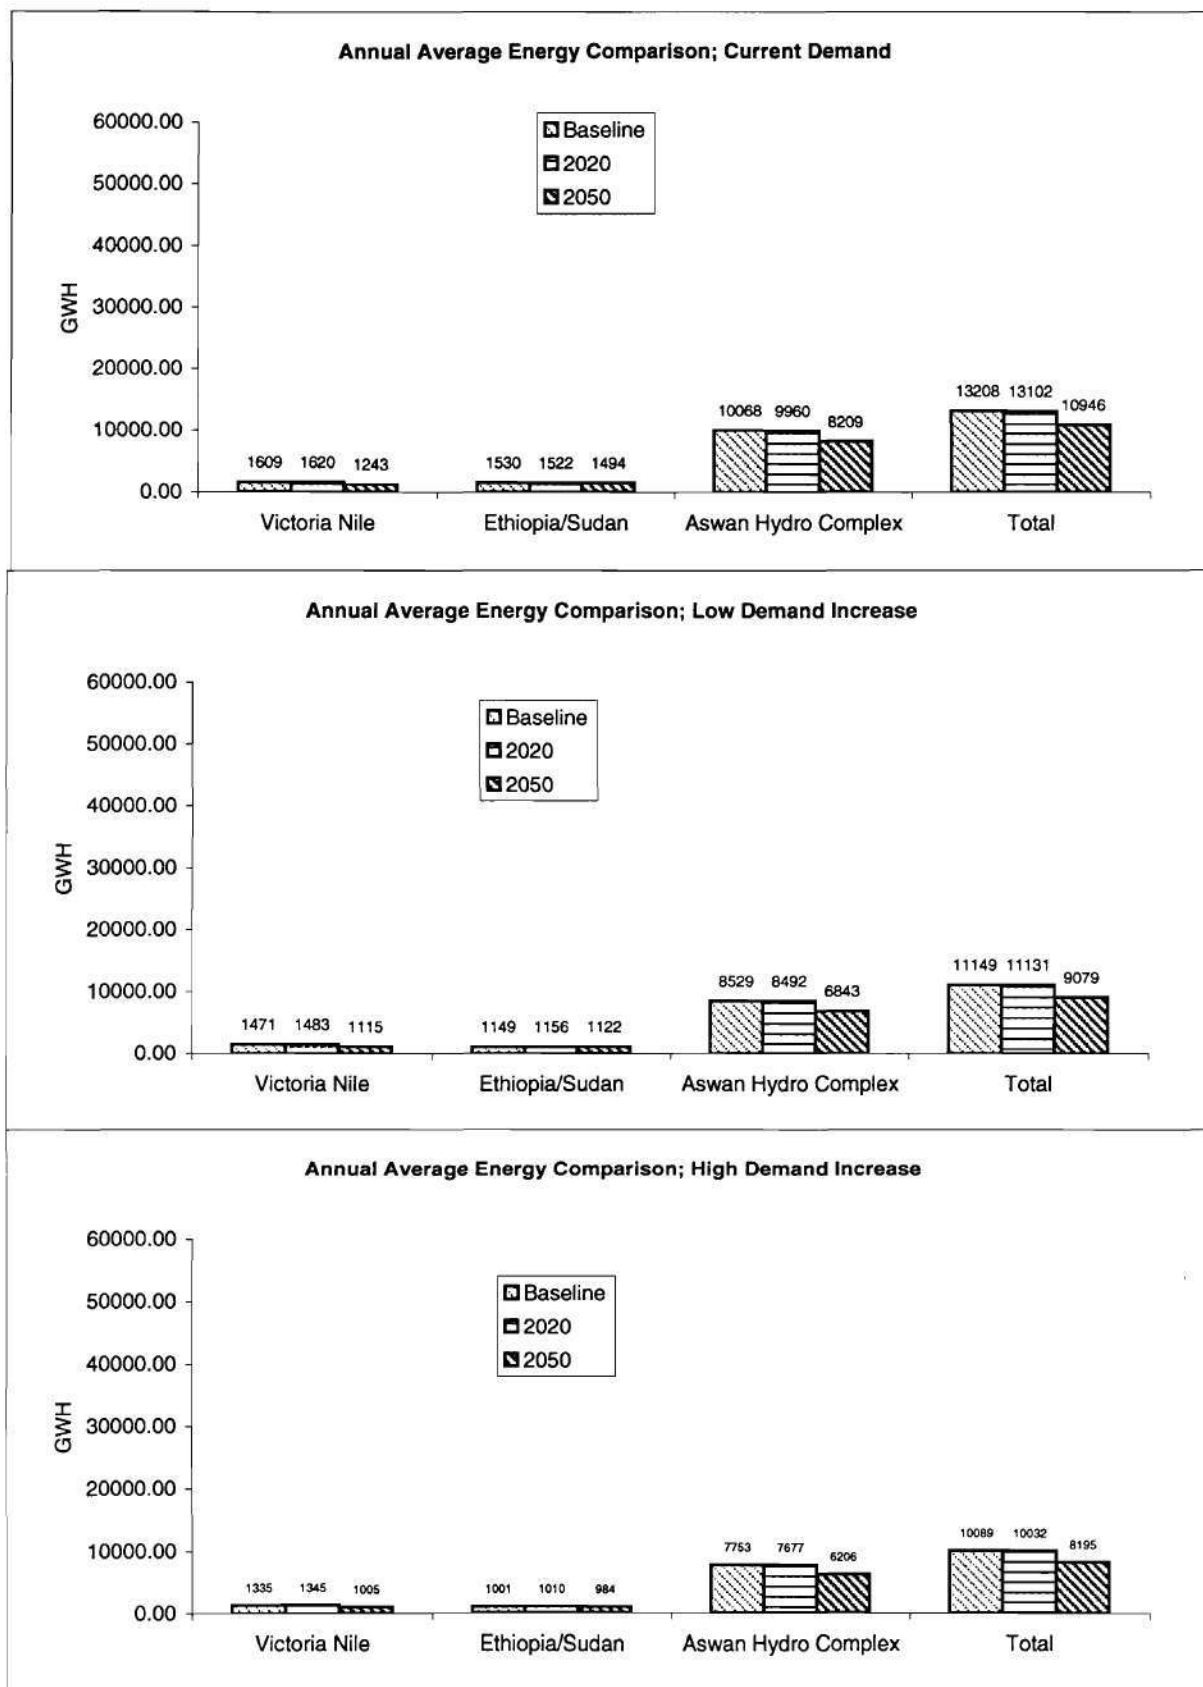 Annual Average Energy Comparison; Current Demand
Baseline
2020
2050
60000.00
50000.00
40000.00
30000.00
20000.00
10000.00
0.00
GWH
1609 1620 1243
1530 1522 1494
10068 9960 8209
13208 13102 10946
Victoria Nile
Ethiopia/Sudan
Aswan Hydro Complex
Total
Annual Average Energy Comparison; Low Demand Increase
Baseline
2020
2050
60000.00
50000.00
40000.00
30000.00
20000.00
10000.00
0.00
GWH
1471 1483 1115
1149 1156 1122
8529 8492 6843
11149 11131 9079
Victoria Nile
Ethiopia/Sudan
Aswan Hydro Complex
Total
Annual Average Energy Comparison; High Demand Increase
Baseline
2020
2050
60000.00
50000.00
40000.00
30000.00
20000.00
10000.00
0.00
GWH
1335 1345 1005
1001 1010 984
7753 7677 6206
10089 10032 8195
Victoria Nile
Ethiopia/Sudan
Aswan Hydro Complex
Total